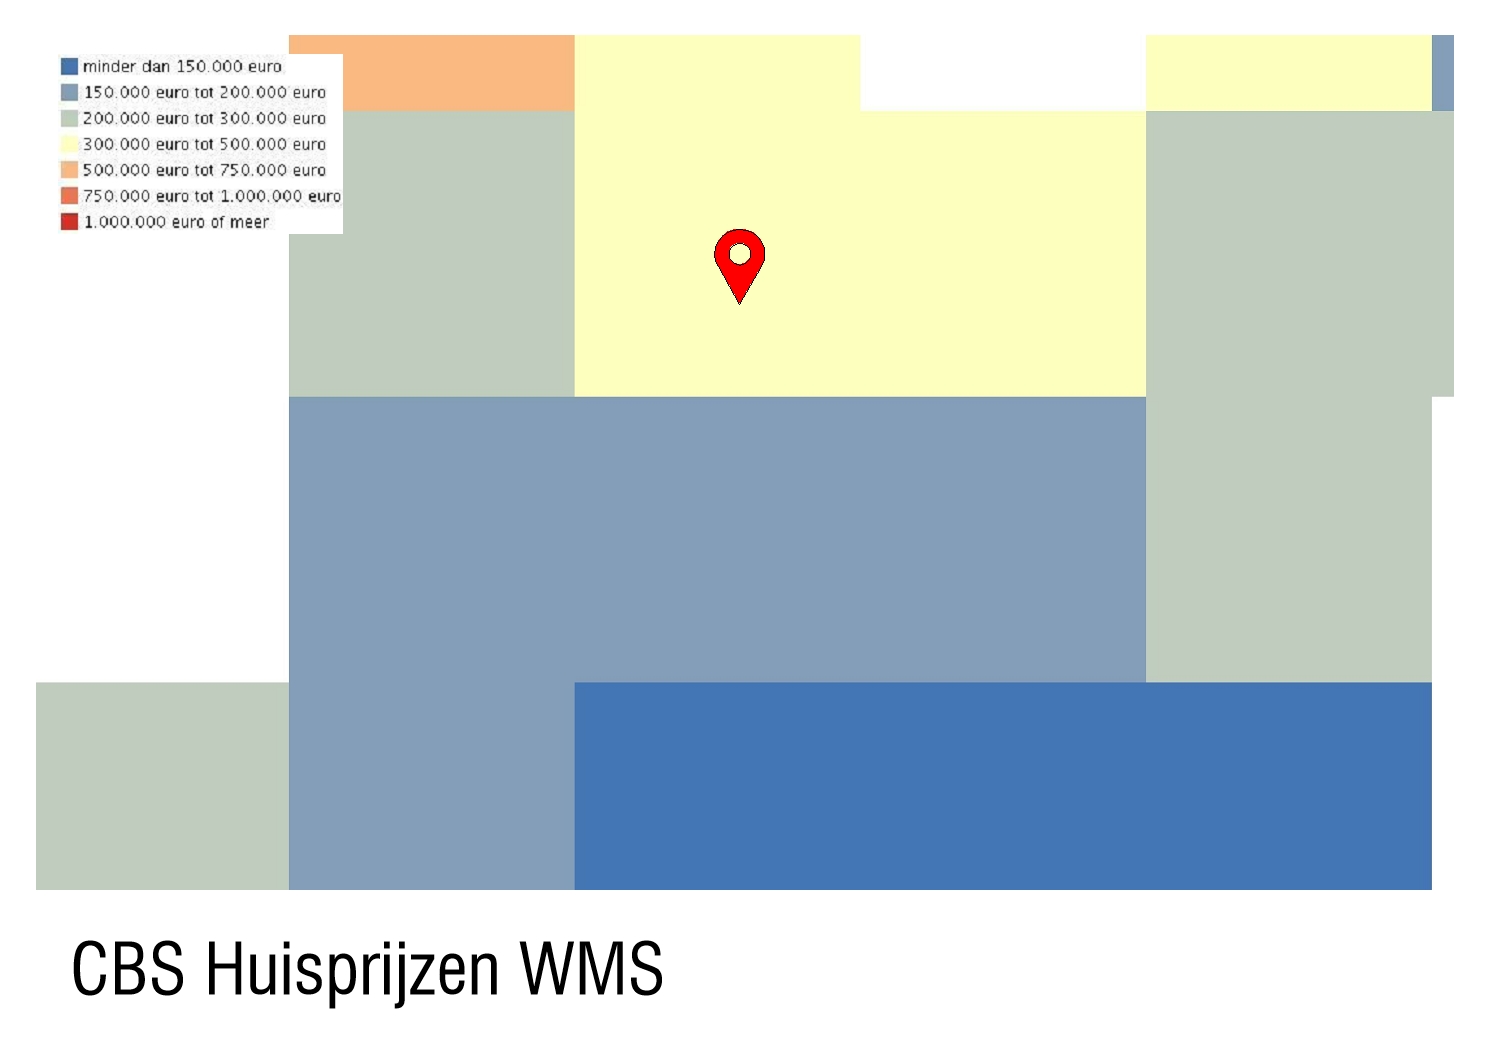 minder dan 150.000 euro
150.000 euro tot 200.000 euro
200.000 euro tot 300.000 euro
300.000 euro tot 500.000 euro
500.000 euro tot 750.000 euro
750.000 euro tot 1.000.000 euro
1.000.000 euro of meer
CBS Huisprijzen WMS